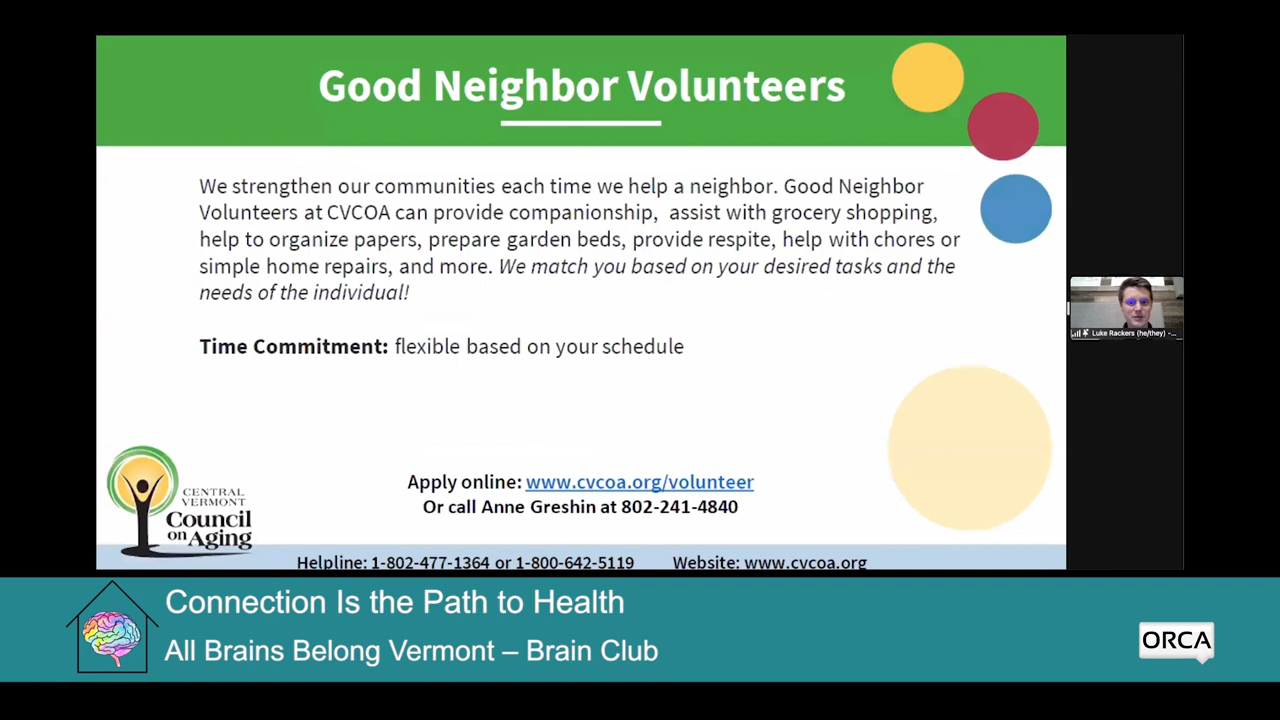 Good Neighbor Volunteers
We strengthen our communities each time we help a neighbor. Good Neighbor
Volunteers at CVCOA can provide companionship, assist with grocery shopping,
help to organize papers, prepare garden beds, provide respite, help with chores or
simple home repairs, and more. We match you based on your desired tasks and the
needs of the individual!
Time Commitment: flexible based on your schedule
Luke Rackers (he/they) -...
Apply online: www.cvcoa.org/volunteer
Or call Anne Greshin at 802-241-4840
CENTRAL
VERMONT
Council
on Aging
Helpline: 1-802-477-1364 or 1-800-642-5119 Website: www.cvcoa.org
Connection Is the Path to Health
All Brains Belong Vermont – Brain Club
ORCA